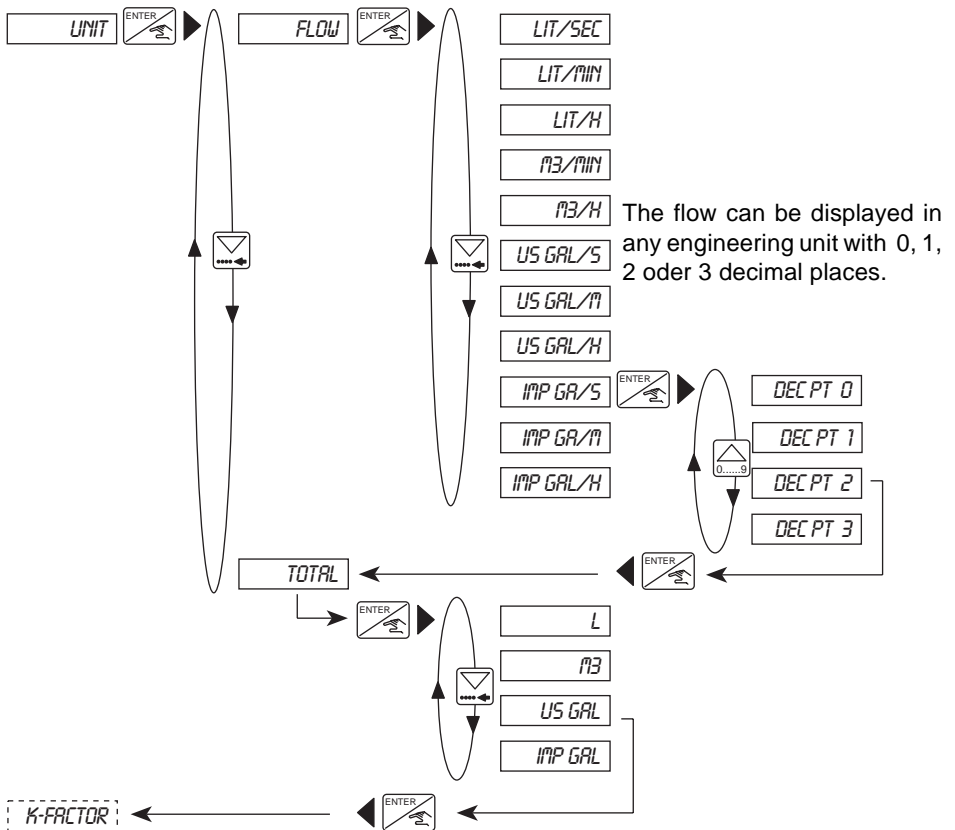 UNIT
ENTER
FLOW
ENTER
LIT/SEC
LIT/MIN
LIT/H
M3/MIN
M3/H
US GAL/S
US GAL/M
US GAL/H
IMP GA/S
IMP GA/M
IMP GAL/H
The flow can be displayed in
any engineering unit with 0, 1,
2 oder 3 decimal places.
ENTER
0......9
DEC PT 0
DEC PT 1
DEC PT 2
DEC PT 3
ENTER
TOTAL
ENTER
L
M3
US GAL
IMP GAL
ENTER
K-FACTOR